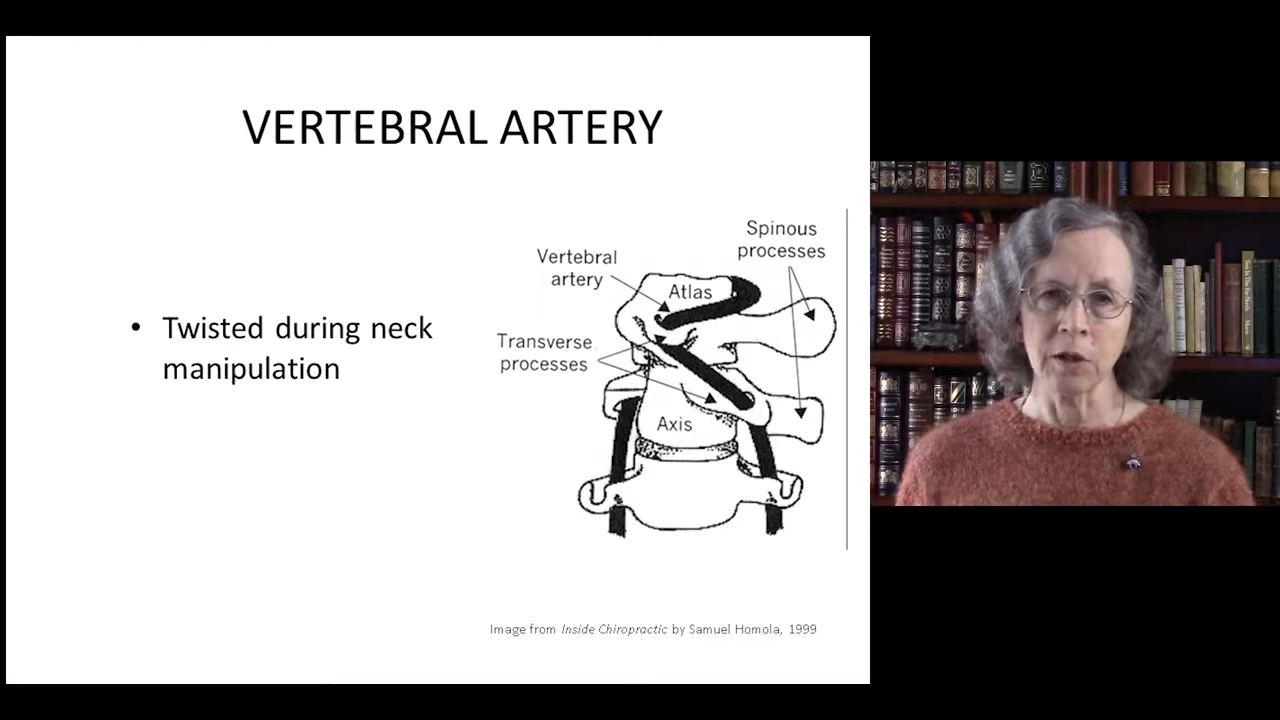 VERTEBRAL ARTERY
• Twisted during neck
manipulation
Spinous
processes
Vertebral
artery
Atlas
Transverse
processes
Axis
Image from Inside Chiropractic by Samuel Homola, 1999